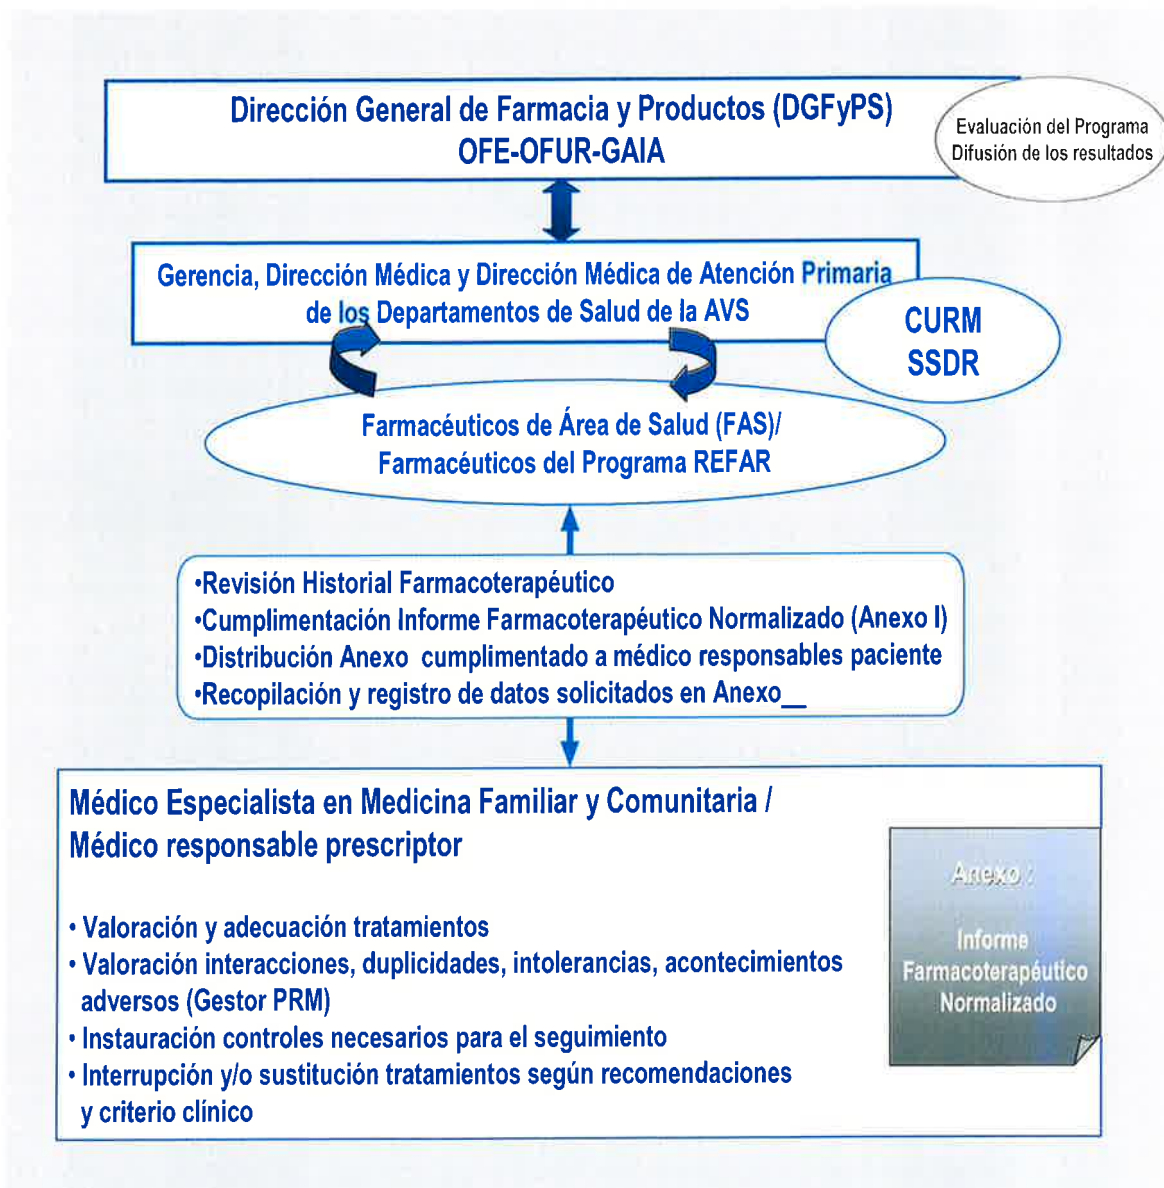 Dirección General de Farmacia y Productos (DGFyPS)
OFE-OFUR-GAIA
Evaluación del Programa
Difusión de los resultados
Gerencia, Dirección Médica y Dirección Médica de Atención Primaria
de los Departamentos de Salud de la AVS
CURM
SSDR
Farmacéuticos de Área de Salud (FAS)/
Farmacéuticos del Programa REFAR
•Revisión Historial Farmacoterapéutico
•Cumplimentación Informe Farmacoterapéutico Normalizado (Anexo I)
•Distribución Anexo cumplimentado a médico responsables paciente
•Recopilación y registro de datos solicitados en Anexo__
Médico Especialista en Medicina Familiar y Comunitaria /
Médico responsable prescriptor
• Valoración y adecuación tratamientos
• Valoración interacciones, duplicidades, intolerancias, acontecimientos
adversos (Gestor PRM)
• Instauración controles necesarios para el seguimiento
• Interrupción y/o sustitución tratamientos según recomendaciones
y criterio clínico
Anexo :
Informe
Farmacoterapéutico
Normalizado